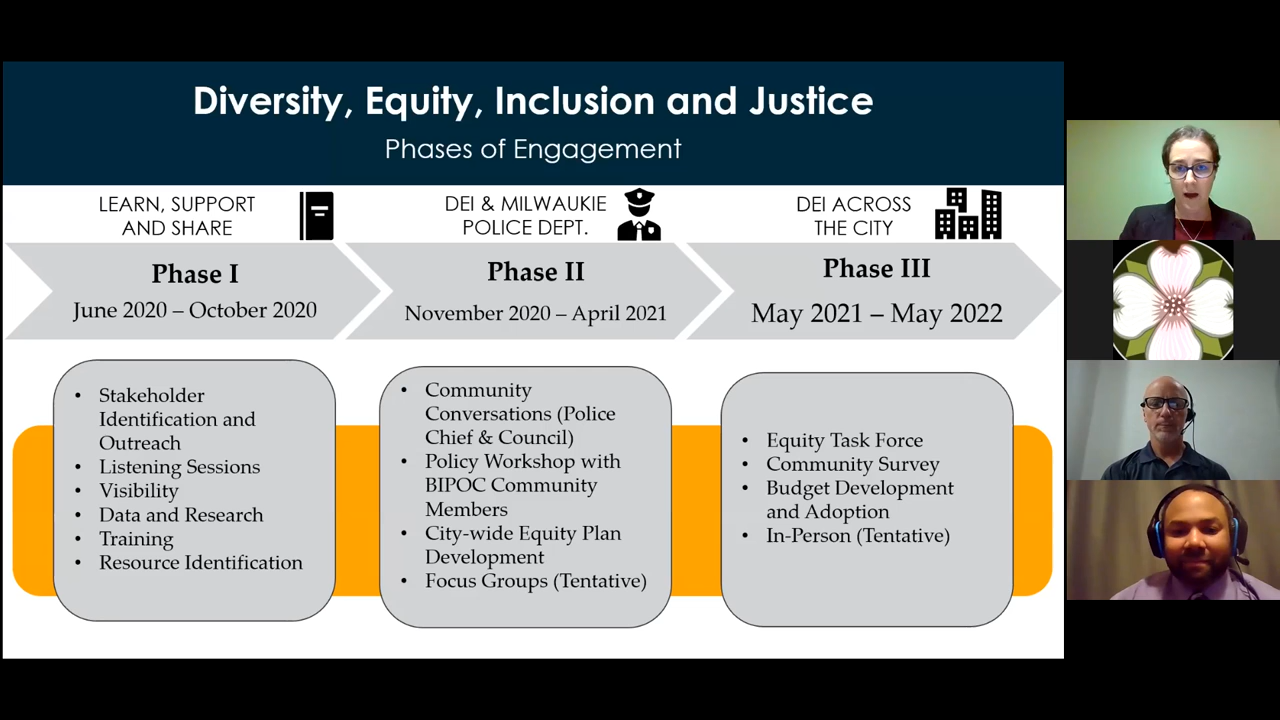 Diversity, Equity, Inclusion and Justice
Phases of Engagement
LEARN, SUPPORT
AND SHARE
DEI & MILWAUKIE
POLICE DEPT.
DEI ACROSS
THE CITY
Phase I
June 2020 – October 2020
Phase II
November 2020 – April 2021
Phase III
May 2021 – May 2022
• Stakeholder
Identification and
Outreach
• Listening Sessions
• Visibility
• Data and Research
• Training
• Resource Identification
• Community
Conversations (Police
Chief & Council)
• Policy Workshop with
BIPOC Community
Members
• City-wide Equity Plan
Development
• Focus Groups (Tentative)
• Equity Task Force
• Community Survey
• Budget Development
and Adoption
• In-Person (Tentative)